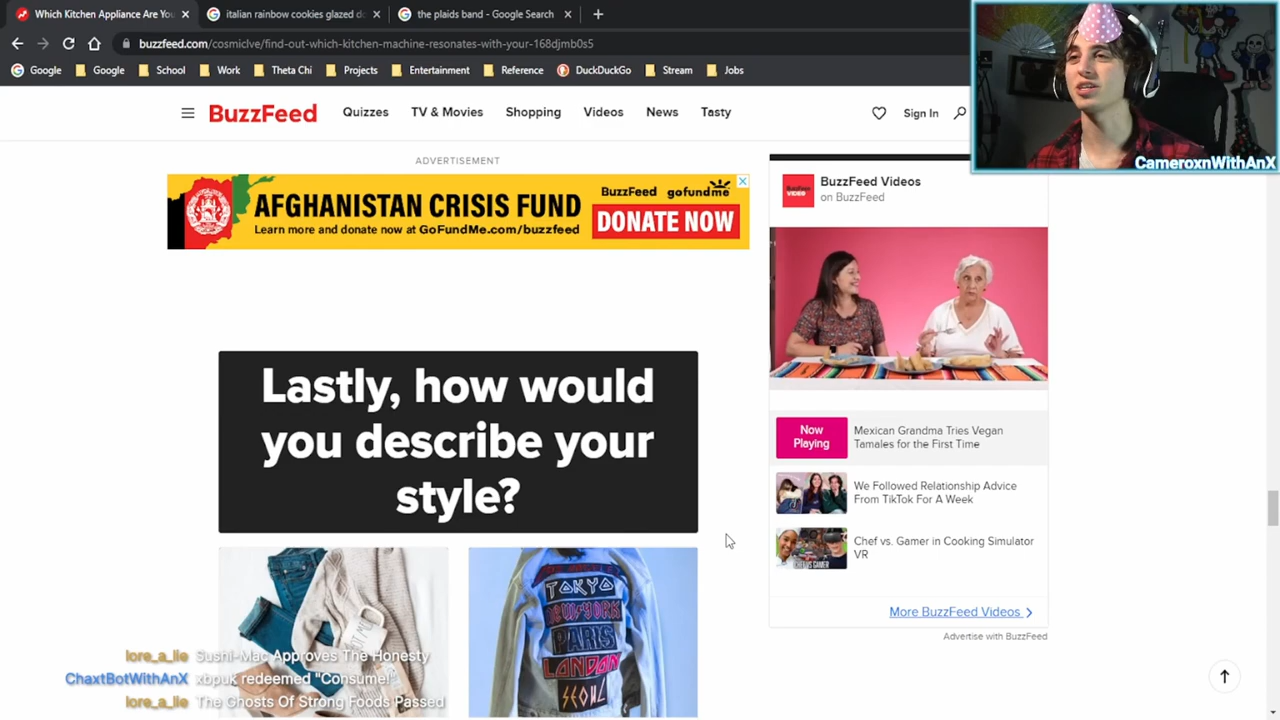 Which Kitchen Appliance Are You
italian rainbow cookies glazed d
the plaids band - Google Search
buzzfeed.com/cosmiclve/find-out-which-kitchen-machine-resonates-with-your-168djmb0s5
Google
Google
School
Work
Theta Chi
Projects
Entertainment
Reference
DuckDuckGo
Stream
Jobs
CameroxnWithAnX
BuzzFeed
Quizzes
TV & Movies
Shopping
Videos
News
Tasty
Sign In
ADVERTISEMENT
AFGHANISTAN CRISIS FUND
Learn more and donate now at GoFundMe.com/buzzfeed
BuzzFeed gofundme
DONATE NOW
BuzzFeed Videos
on BuzzFeed
Lastly, how would
you describe your
style?
Now
Playing
Mexican Grandma Tries Vegan
Tamales for the First Time
We Followed Relationship Advice
From TikTok For A Week
Chef vs. Gamer in Cooking Simulator
VR
More BuzzFeed Videos
Advertise with BuzzFeed
TOKYO
NEW YORK
PARIS
LONDON
SEOUL
lore_a_lie Sushi-Mac Approves The Honesty
ChaxtBotWithAnX xbpuk redeemed "Consume!"
lore_a_lie The Ghosts Of Strong Foods Passed